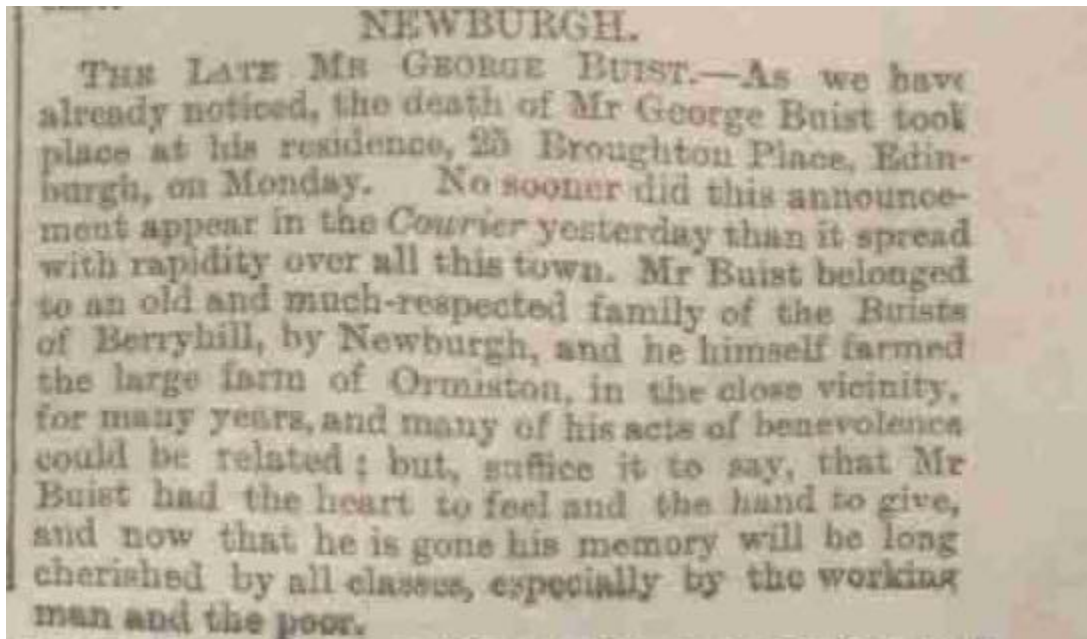 NEWBURGH.
THE LATE MR GEORGE BUIST.—As we have
already noticed, the death of Mr George Buist took
place at his residence, 25 Broughton Place, Edin-
burgh, on Monday. No sooner did this announce-
ment appear in the Courier yesterday than it spread
with rapidity over all this town. Mr Buist belonged
to an old and much-respected family of the Buists
of Berryhill, by Newburgh, and he himself farmed
the large farm of Ormiston, in the close vicinity,
for many years, and many of his acts of benevolence
could be related; but, suffice it to say, that Mr
Buist had the heart to feel and the hand to give,
and now that he is gone his memory will be long
cherished by all classes, especially by the working
man and the poor.